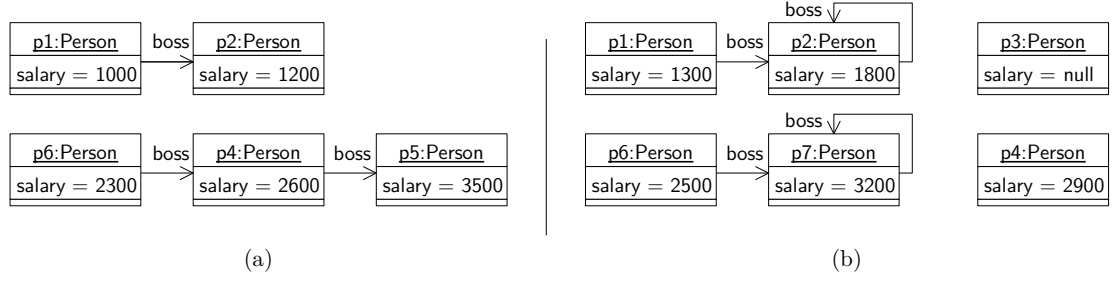 boss
p1:Person boss p2:Person p1:Person boss p2:Person p3:Person
salary = 1000 salary = 1200 salary = 1300 salary = 1800 salary = null
boss
p6:Person boss p4:Person boss p5:Person p6:Person boss p7:Person p4:Person
salary = 2300 salary = 2600 salary = 3500 salary = 2500 salary = 3200 salary = 2900
(a) (b)